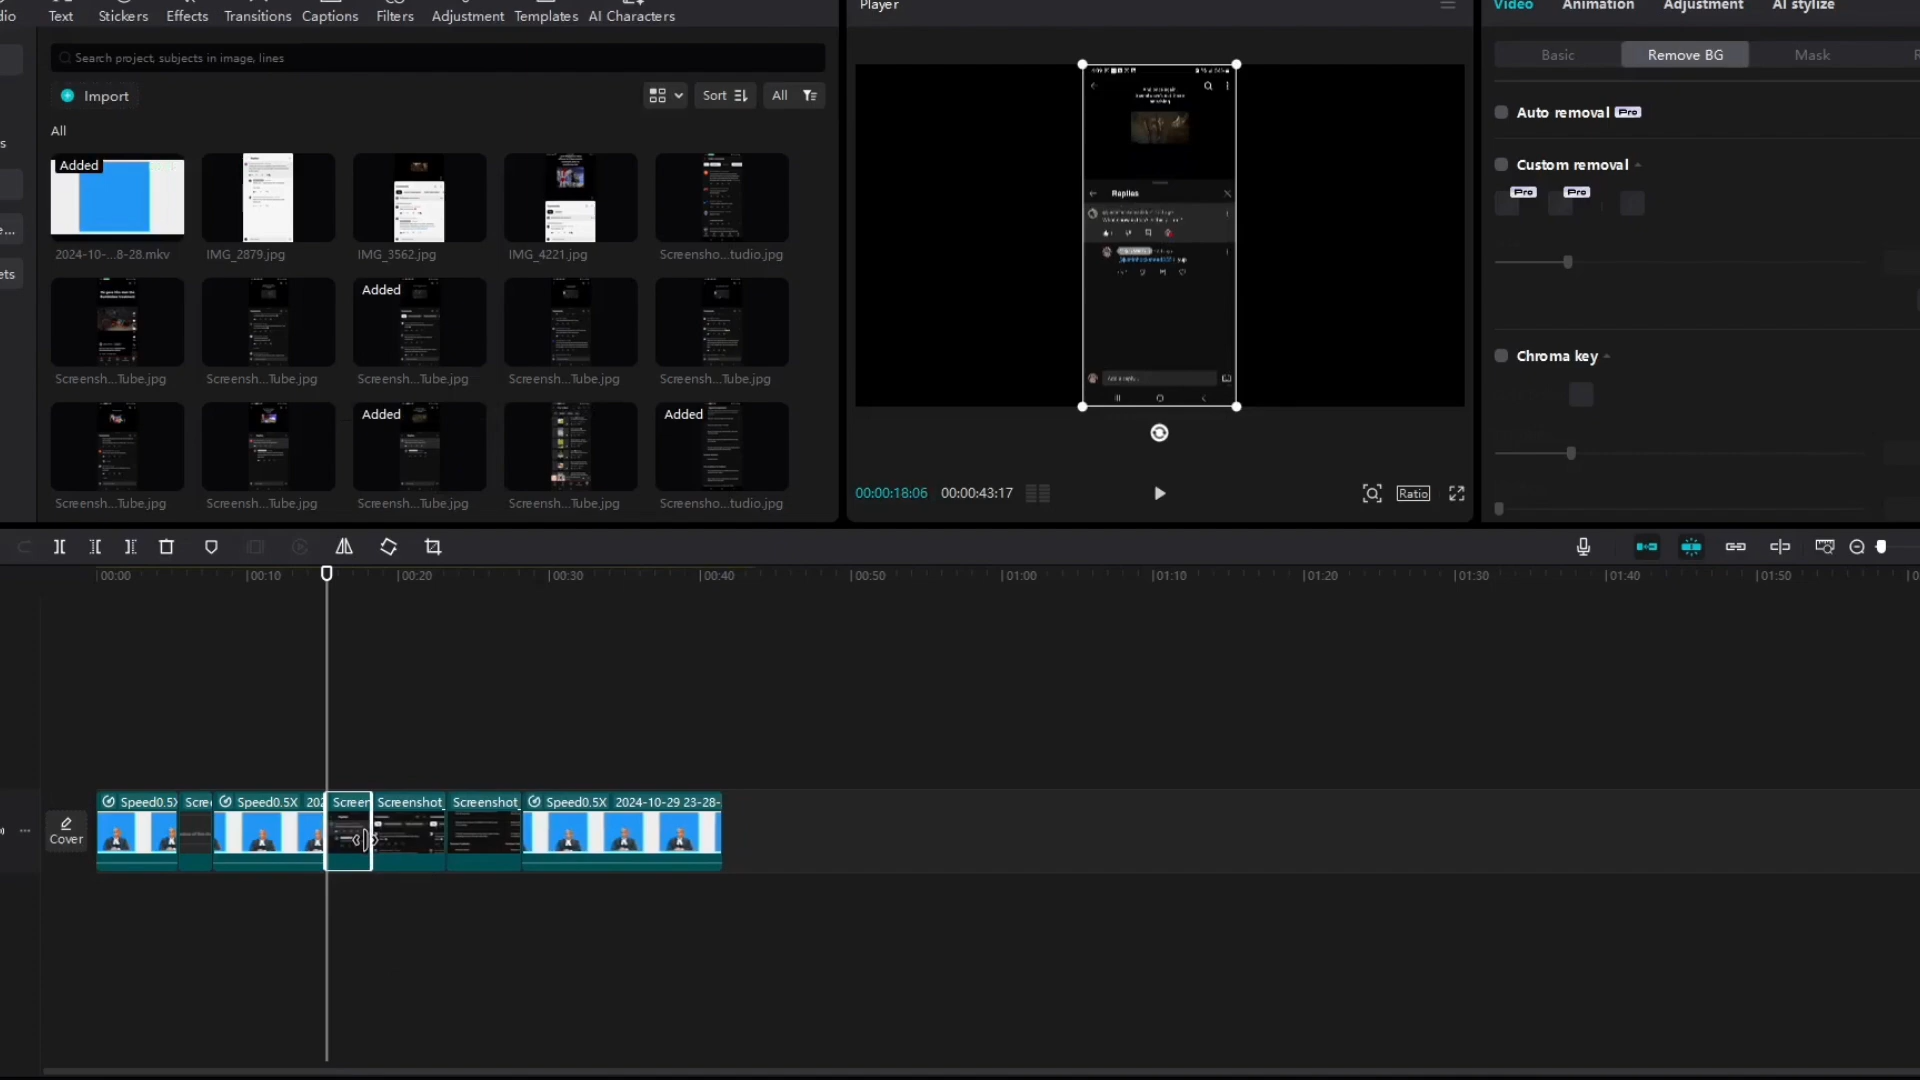 Text Stickers Effects Transitions Captions Filters Adjustment Templates AI Characters
Search project, subjects in image, lines
Import
Sort All
All
Added
2024-10-...8-28.mkv IMG_2879.jpg IMG_3562.jpg IMG_4221.jpg Screensho...tudio.jpg
Added
Screensh...Tube.jpg Screensh...Tube.jpg Screensh...Tube.jpg Screensh...Tube.jpg Screensh...Tube.jpg
Added Added
Screensh...Tube.jpg Screensh...Tube.jpg Screensh...Tube.jpg Screensh...Tube.jpg Screensho...tudio.jpg
Player
Replies
Add a reply...
00:00:18:06 00:00:43:17
Ratio
Video Animation Adjustment AI stylize
Basic Remove BG Mask
Auto removal Pro
Custom removal
Pro Pro
Chroma key
00:00 00:10 00:20 00:30 00:40 00:50 01:00 01:10 01:20 01:30 01:40 01:50
Cover
Speed0.5X Scre Speed0.5X 202 Screen Screenshot_ Screenshot_ Speed0.5X 2024-10-29 23-28-